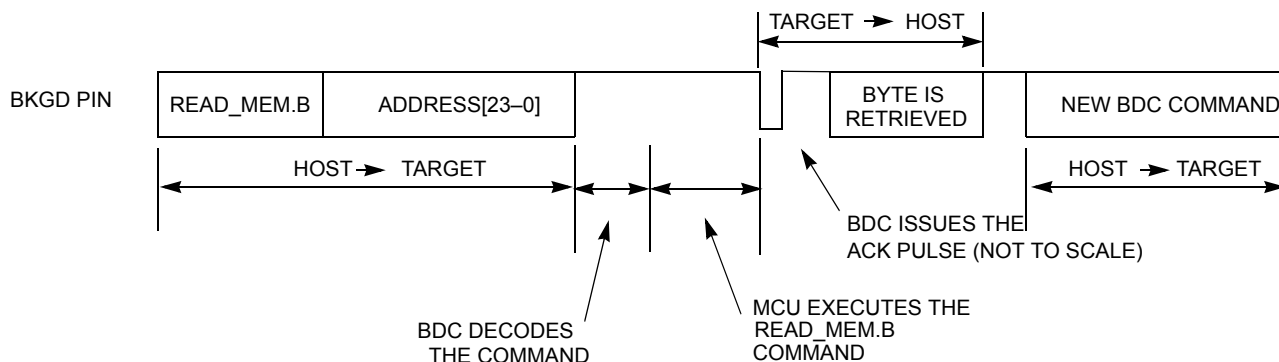 TARGET → HOST
BKGD PIN
READ_MEM.B
ADDRESS[23–0]
BYTE IS
RETRIEVED
NEW BDC COMMAND
HOST → TARGET
HOST → TARGET
BDC ISSUES THE
ACK PULSE (NOT TO SCALE)
BDC DECODES
THE COMMAND
MCU EXECUTES THE
READ_MEM.B
COMMAND